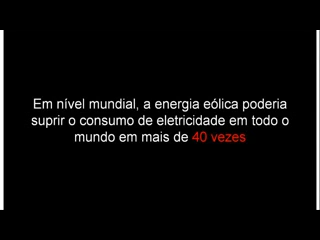 Em nível mundial, a energia eólica poderia
suprir o consumo de eletricidade em todo o
mundo em mais de 40 vezes